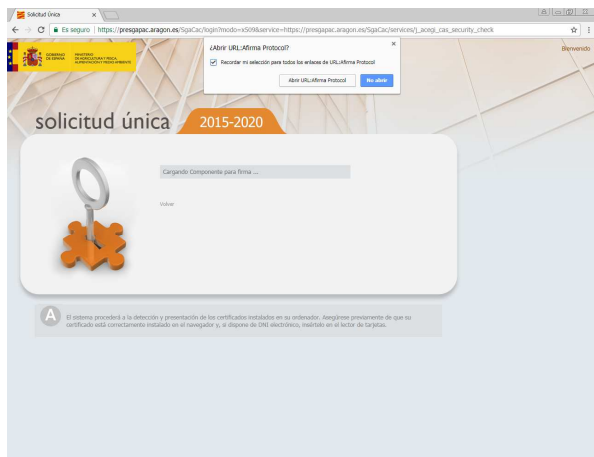 Solicitud Única
Es seguro | https://presgapac.aragon.es/SgaCac/login?modo=x509&service=https://presgapac.aragon.es/SgaCac/services/j_acegi_cas_security_check
¿Abrir URL:Afirma Protocol?
Recordar mi selección para todos los enlaces de URL:Afirma Protocol
Abrir URL:Afirma Protocol
No abrir
Bienvenido
GOBIERNO DE ESPAÑA
MINISTERIO
DE AGRICULTURA Y PESCA,
ALIMENTACIÓN Y MEDIO AMBIENTE
solicitud única
2015-2020
Cargando Componente para firma ...
Volver
A
El sistema procederá a la detección y presentación de los certificados instalados en su ordenador. Asegúrese previamente de que su
certificado está correctamente instalado en el navegador y, si dispone de DNI electrónico, insértelo en el lector de tarjetas.